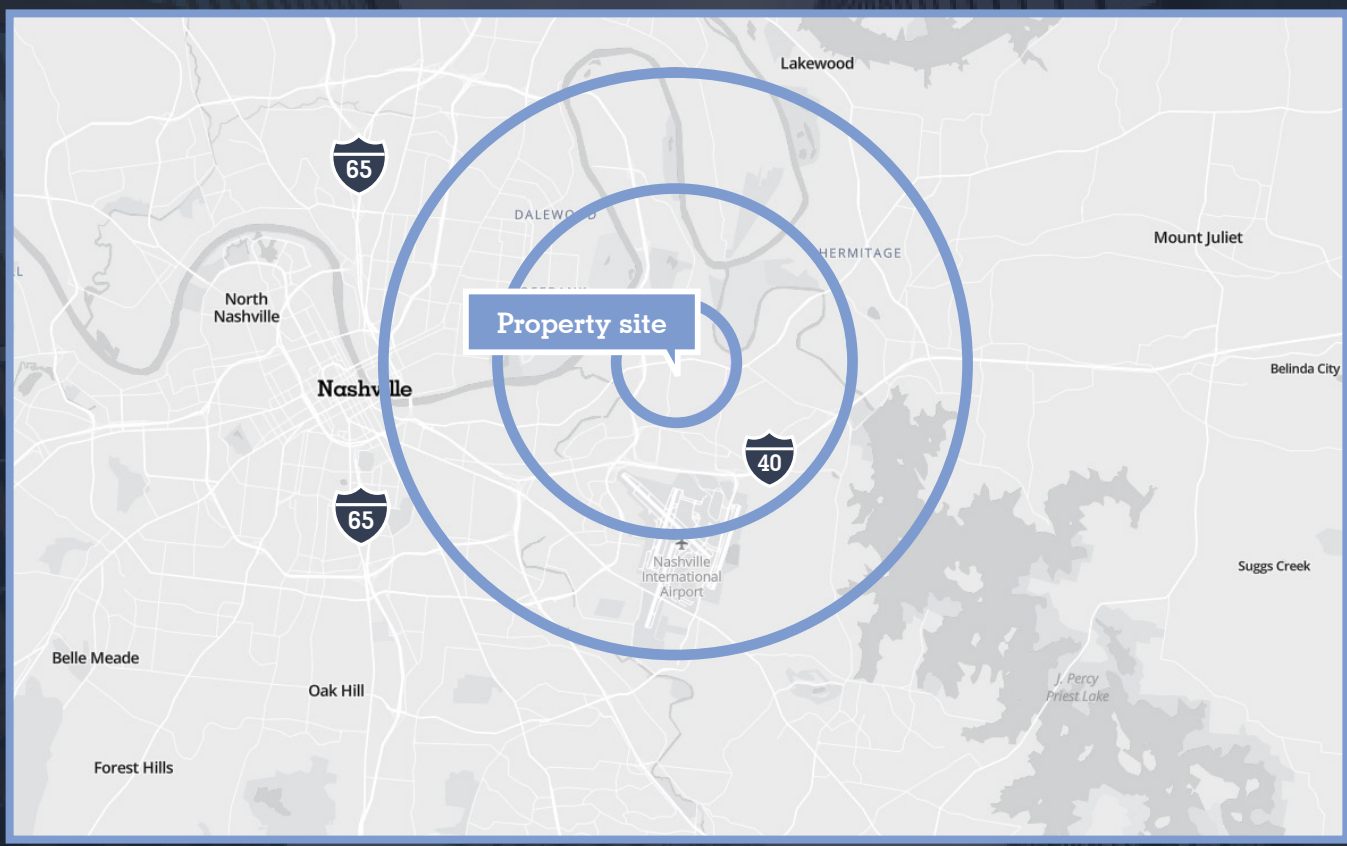 Lakewood
65
DALEWOOD
HERMITAGE
Mount Juliet
North
Nashville
Property site
Nashville
Belinda City
40
65
Nashville
International
Airport
Suggs Creek
Belle Meade
Oak Hill
J. Percy
Priest Lake
Forest Hills